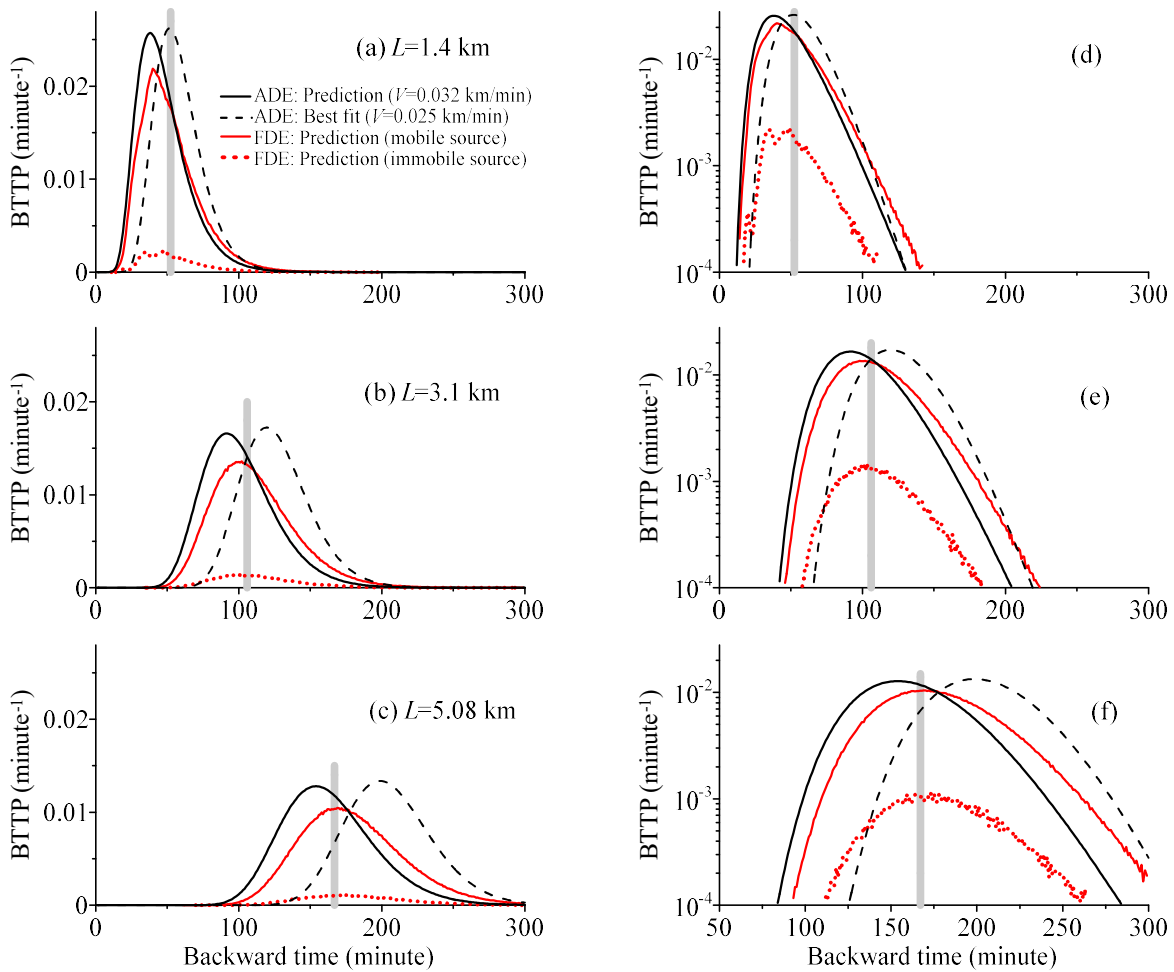 (a) L=1.4 km
ADE: Prediction (V=0.032 km/min)
ADE: Best fit (V=0.025 km/min)
FDE: Prediction (mobile source)
FDE: Prediction (immobile source)
BTTP (minute⁻¹)
0.02
0.01
0
0 100 200 300
(d)
BTTP (minute⁻¹)
10⁻²
10⁻³
10⁻⁴
0 100 200 300
(b) L=3.1 km
BTTP (minute⁻¹)
0.02
0.01
0
0 100 200 300
(e)
BTTP (minute⁻¹)
10⁻²
10⁻³
10⁻⁴
0 100 200 300
(c) L=5.08 km
BTTP (minute⁻¹)
0.02
0.01
0
0 100 200 300
Backward time (minute)
(f)
BTTP (minute⁻¹)
10⁻²
10⁻³
10⁻⁴
50 100 150 200 250 300
Backward time (minute)